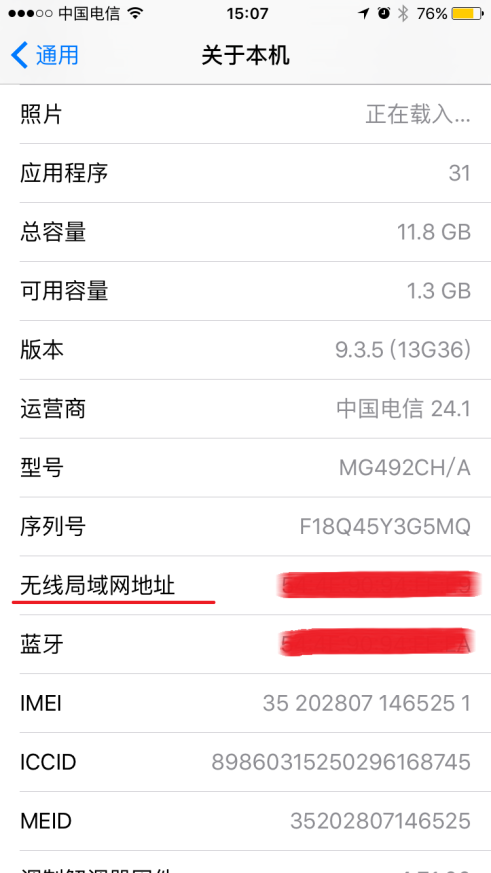 中国电信 15:07 76%
通用 关于本机
照片 正在载入...
应用程序 31
总容量 11.8 GB
可用容量 1.3 GB
版本 9.3.5 (13G36)
运营商 中国电信 24.1
型号 MG492CH/A
序列号 F18Q45Y3G5MQ
无线局域网地址
蓝牙
IMEI 35 202807 146525 1
ICCID 89860315250296168745
MEID 35202807146525